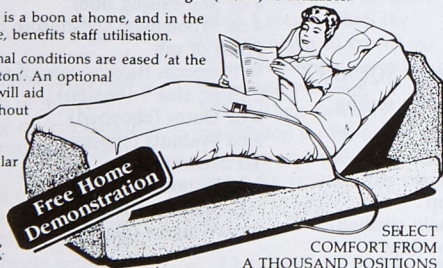 is a boon at home, and in the
e, benefits staff utilisation.
nal conditions are eased 'at the
ton'. An optional
will aid
hout
lar
Free Home
Demonstration
SELECT
COMFORT FROM
A THOUSAND POSITIONS